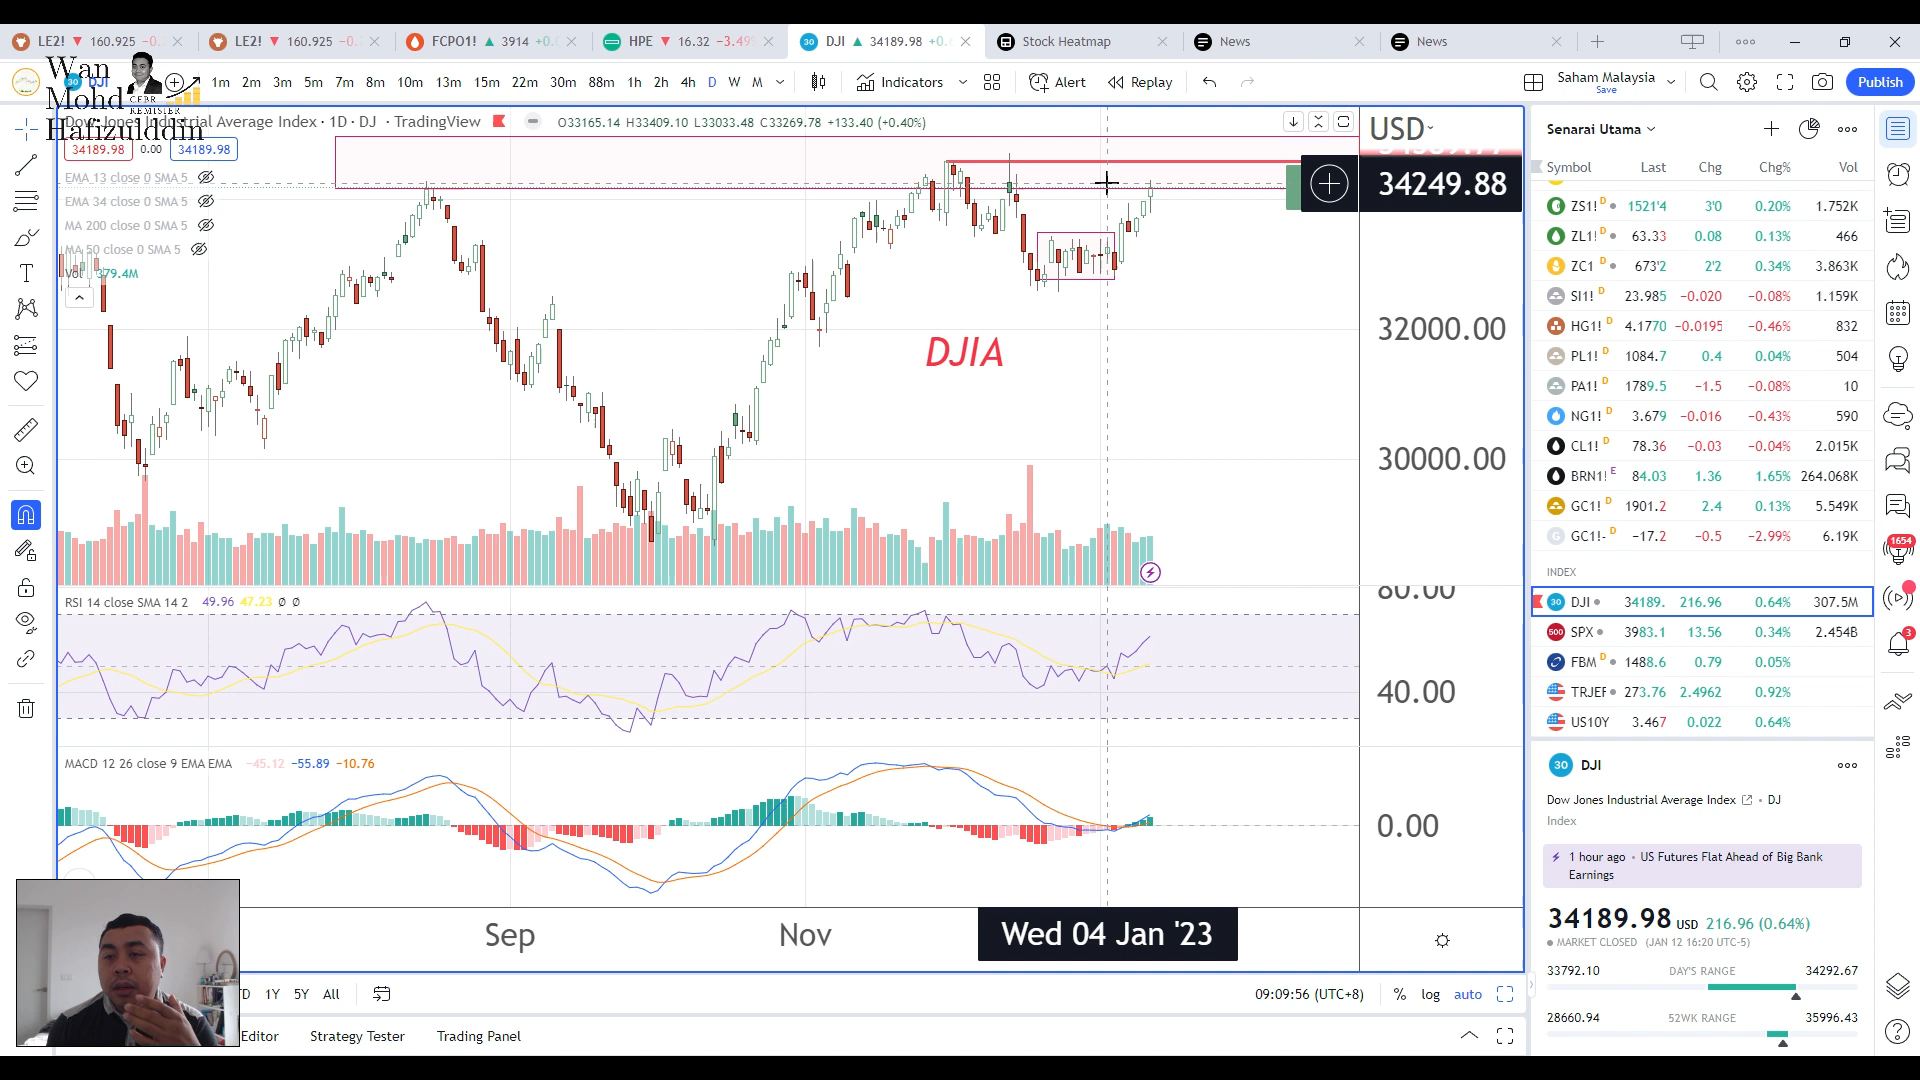 LE2! 160.925
LE2! 160.925
FCPO1! 3914
HPE 16.32 −3.49
DJI 34189.98
Stock Heatmap
News
News
Wan
Mohd
Hafizulddin
CEBR
REMISIER
DJI
1m 2m 3m 5m 7m 8m 10m 13m 15m 22m 30m 88m 1h 2h 4h D W M
Indicators
Alert
Replay
Saham Malaysia
Save
Publish
Dow Jones Industrial Average Index · 1D · DJ · TradingView
O33165.14 H33409.10 L33033.48 C33269.78 +133.40 (+0.40%)
34189.98 0.00 34189.98
EMA 13 close 0 SMA 5
EMA 34 close 0 SMA 5
MA 200 close 0 SMA 5
MA 50 close 0 SMA 5
Vol 379.4M
DJIA
USD
34249.88
32000.00
30000.00
RSI 14 close SMA 14 2 49.96 47.23 Ø Ø
80.00
40.00
MACD 12 26 close 9 EMA EMA −45.12 −55.89 −10.76
0.00
Sep
Nov
Wed 04 Jan '23
1Y 5Y All
09:09:56 (UTC+8)
% log auto
Editor
Strategy Tester
Trading Panel
Senarai Utama
Symbol Last Chg Chg% Vol
ZS1! D 1521'4 3'0 0.20% 1.752K
ZL1! D 63.33 0.08 0.13% 466
ZC1 D 673'2 2'2 0.34% 3.863K
SI1! D 23.985 −0.020 −0.08% 1.159K
HG1! D 4.1770 −0.0195 −0.46% 832
PL1! D 1084.7 0.4 0.04% 504
PA1! D 1789.5 −1.5 −0.08% 10
NG1! D 3.679 −0.016 −0.43% 590
CL1! D 78.36 −0.03 −0.04% 2.015K
BRN1! E 84.03 1.36 1.65% 264.068K
GC1! D 1901.2 2.4 0.13% 5.549K
GC1!- D −17.2 −0.5 −2.99% 6.19K
INDEX
30 DJI 34189. 216.96 0.64% 307.5M
500 SPX 3983.1 13.56 0.34% 2.454B
FBM D 1488.6 0.79 0.05%
TRJEF 273.76 2.4962 0.92%
US10Y 3.467 0.022 0.64%
30 DJI
Dow Jones Industrial Average Index • DJ
Index
1 hour ago • US Futures Flat Ahead of Big Bank
Earnings
34189.98 USD 216.96 (0.64%)
MARKET CLOSED (JAN 12 16:20 UTC-5)
33792.10 DAY'S RANGE 34292.67
28660.94 52WK RANGE 35996.43
1654
3